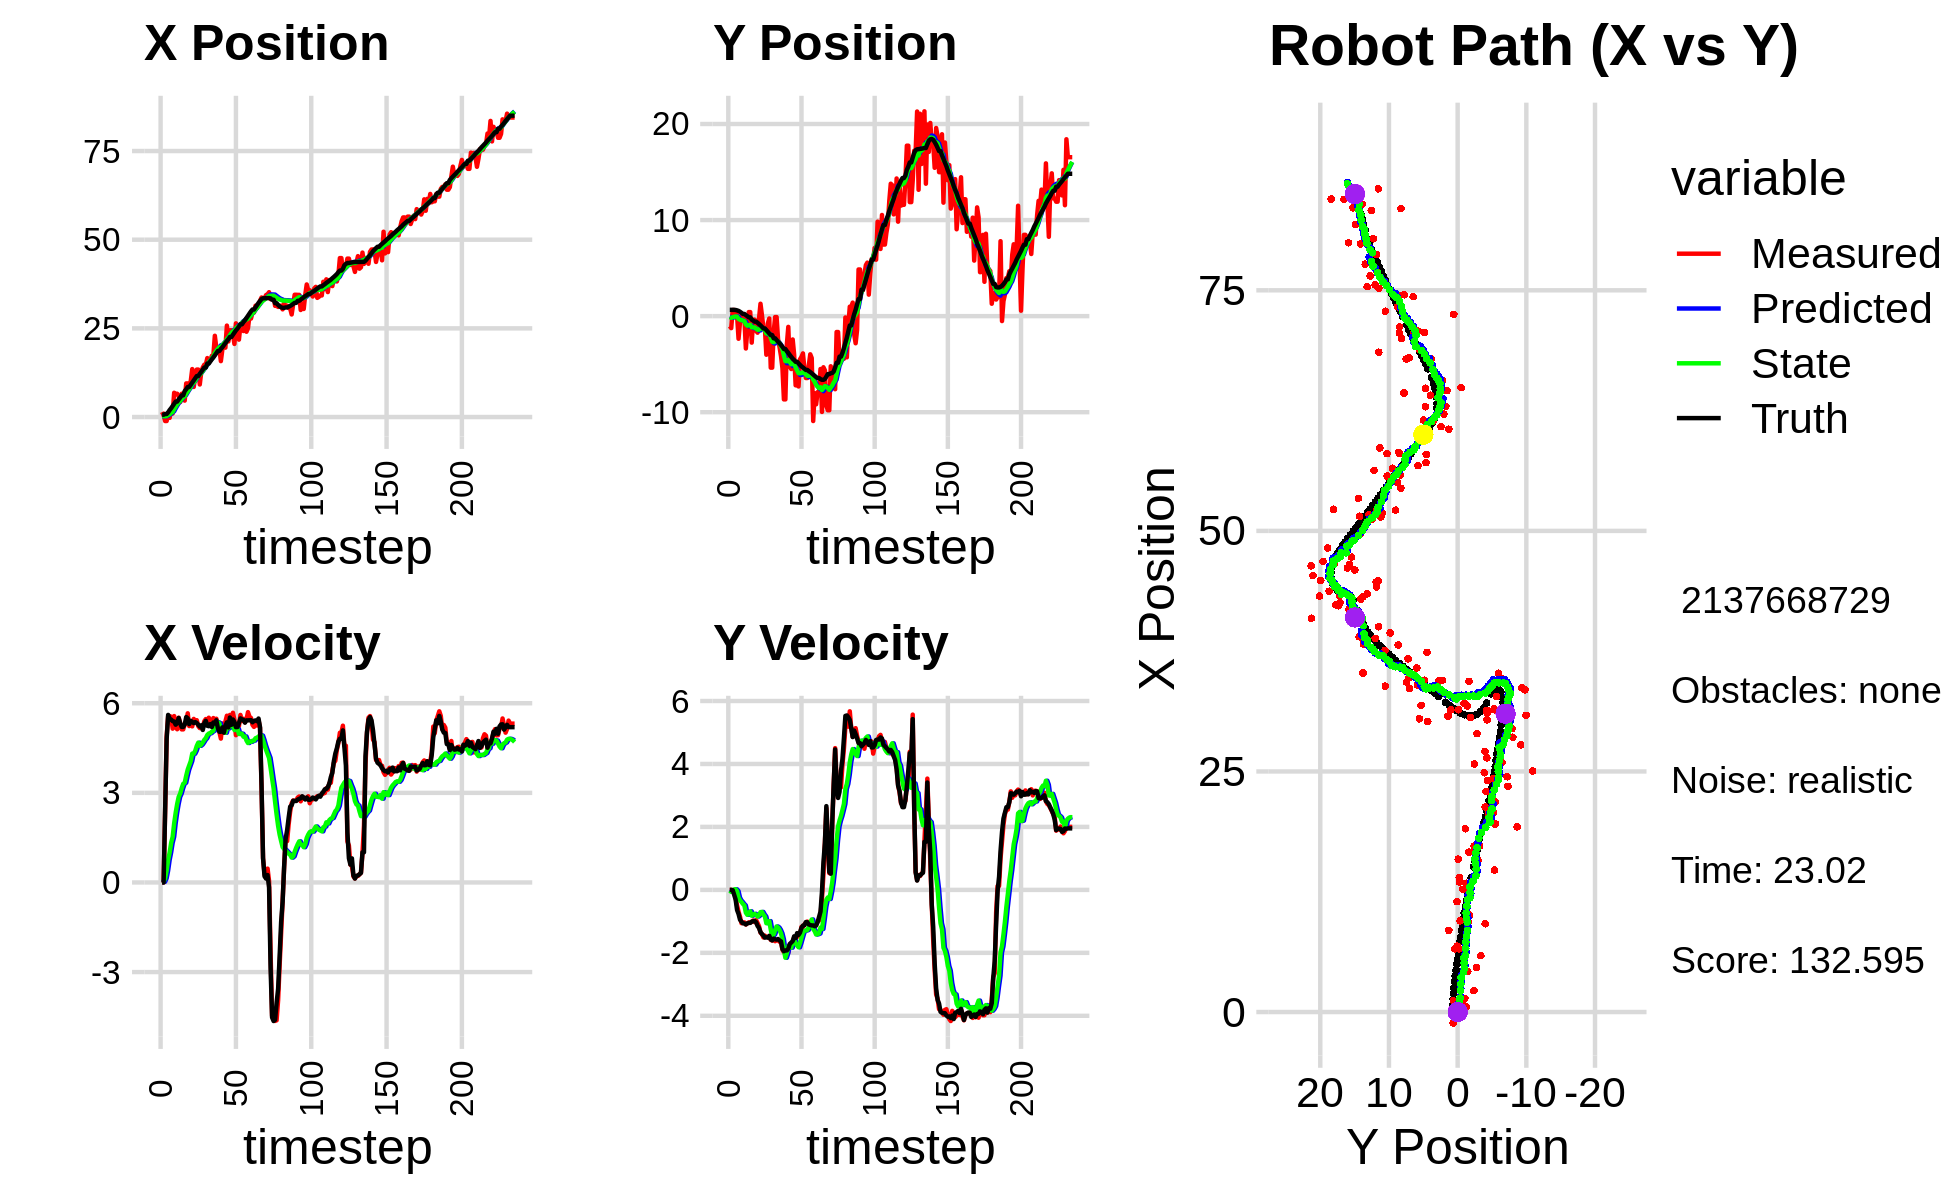 X Position
75
50
25
0
0 50 100 150 200
timestep
Y Position
20
10
0
-10
0 50 100 150 200
timestep
X Velocity
6
3
0
-3
0 50 100 150 200
timestep
Y Velocity
6
4
2
0
-2
-4
0 50 100 150 200
timestep
Robot Path (X vs Y)
X Position
75
50
25
0
20 10 0 -10 -20
Y Position
variable
Measured
Predicted
State
Truth
2137668729
Obstacles: none
Noise: realistic
Time: 23.02
Score: 132.595